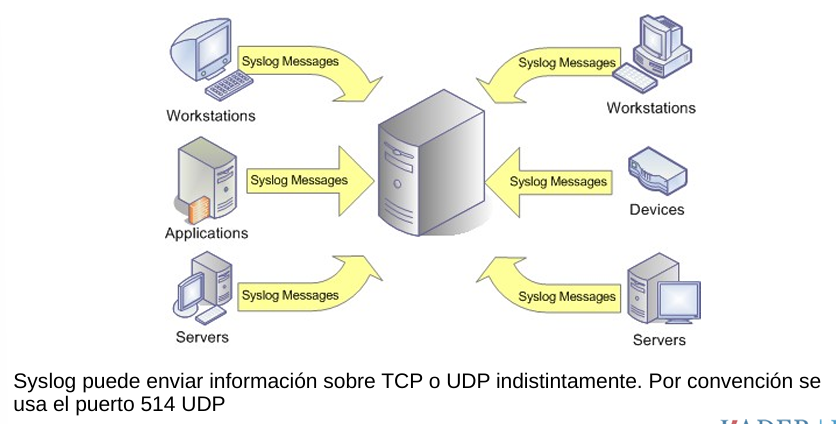 Syslog Messages
Syslog Messages
Workstations
Workstations
Syslog Messages
Syslog Messages
Applications
Devices
Syslog Messages
Syslog Messages
Servers
Servers
Syslog puede enviar información sobre TCP o UDP indistintamente. Por convención se
usa el puerto 514 UDP